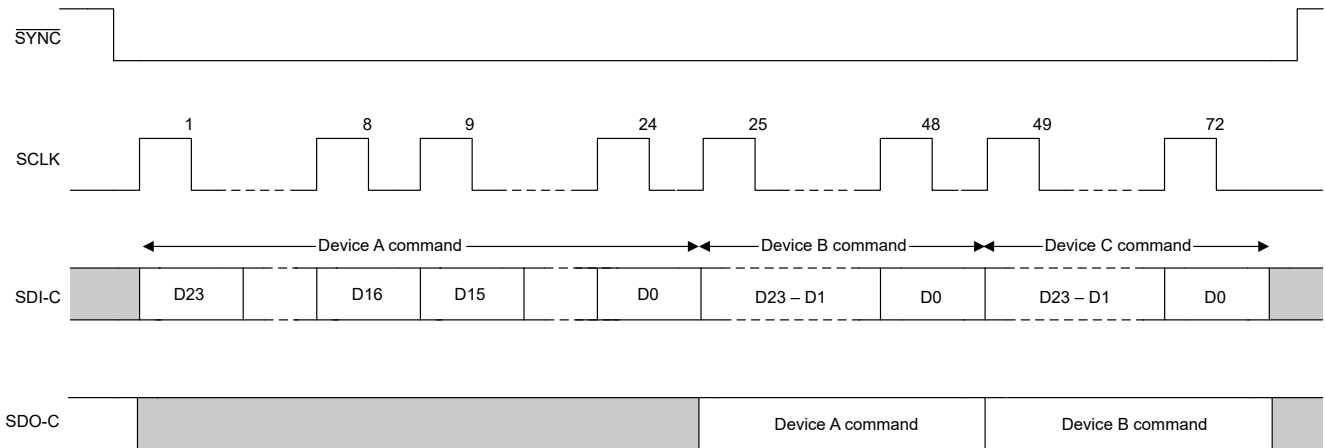 SYNC
1 8 9 24 25 48 49 72
SCLK
Device A command Device B command Device C command
SDI-C D23 D16 D15 D0 D23 – D1 D0 D23 – D1 D0
SDO-C Device A command Device B command